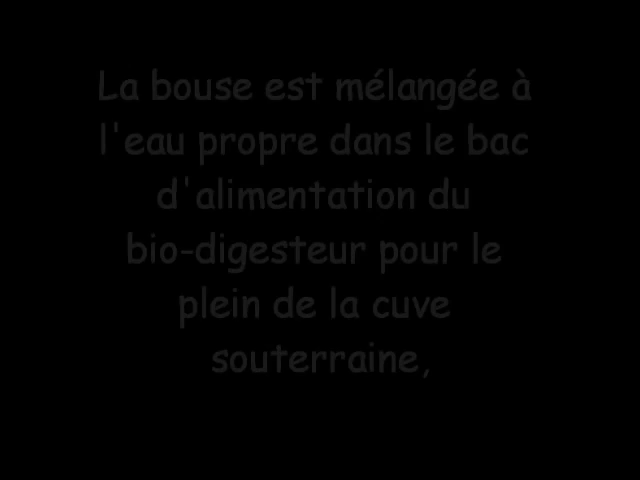 La bouse est mélangée à
l'eau propre dans le bac
d'alimentation du
bio-digesteur pour le
plein de la cuve
souterraine,